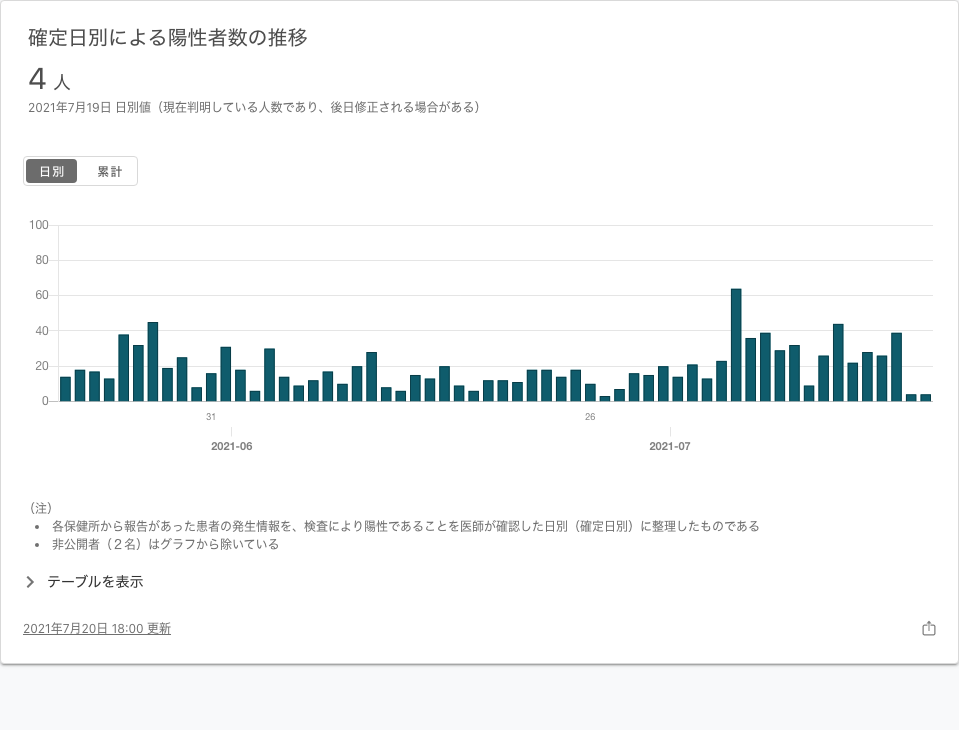 確定日別による陽性者数の推移
4 人
2021年7月19日 日別値（現在判明している人数であり、後日修正される場合がある）
日別 累計
100
80
60
40
20
0
31 26
2021-06 2021-07
（注）
• 各保健所から報告があった患者の発生情報を、検査により陽性であることを医師が確認した日別（確定日別）に整理したものである
• 非公開者（２名）はグラフから除いている
テーブルを表示
2021年7月20日 18:00 更新